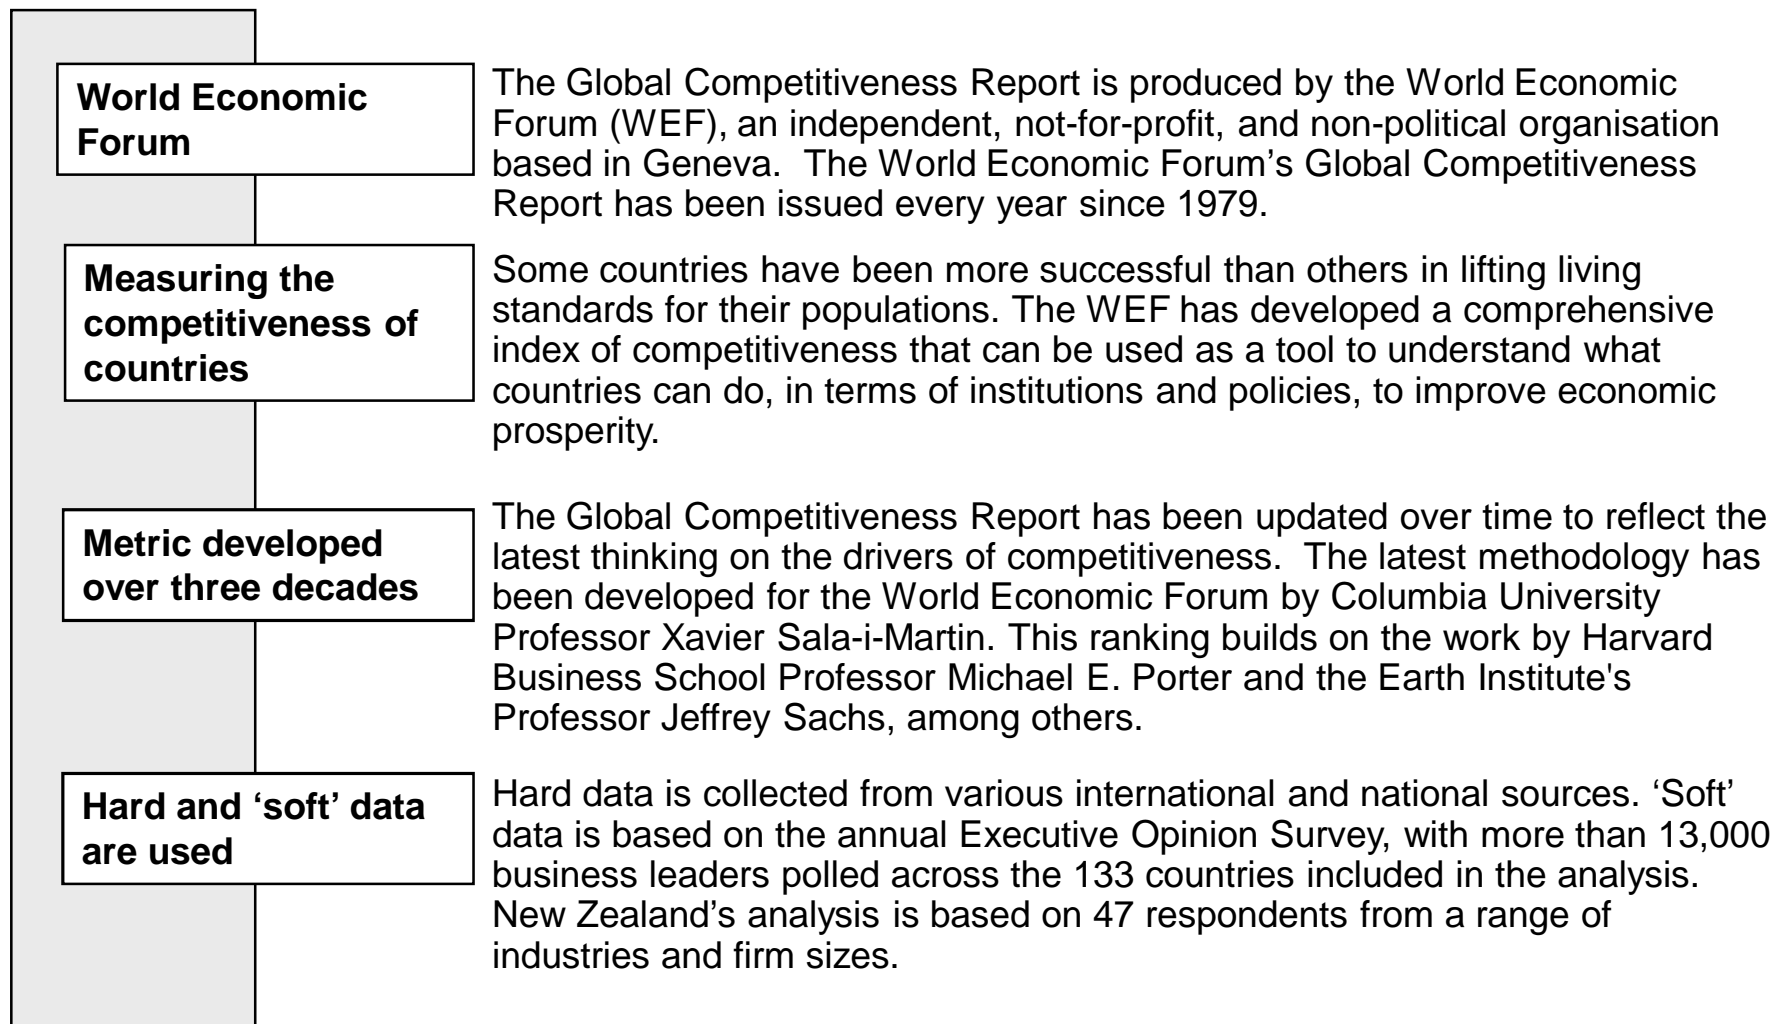 World Economic
Forum
The Global Competitiveness Report is produced by the World Economic
Forum (WEF), an independent, not-for-profit, and non-political organisation
based in Geneva.  The World Economic Forum’s Global Competitiveness
Report has been issued every year since 1979.
Measuring the
competitiveness of
countries
Some countries have been more successful than others in lifting living
standards for their populations. The WEF has developed a comprehensive
index of competitiveness that can be used as a tool to understand what
countries can do, in terms of institutions and policies, to improve economic
prosperity.
Metric developed
over three decades
The Global Competitiveness Report has been updated over time to reflect the
latest thinking on the drivers of competitiveness.  The latest methodology has
been developed for the World Economic Forum by Columbia University
Professor Xavier Sala-i-Martin. This ranking builds on the work by Harvard
Business School Professor Michael E. Porter and the Earth Institute's
Professor Jeffrey Sachs, among others.
Hard and ‘soft’ data
are used
Hard data is collected from various international and national sources. ‘Soft’
data is based on the annual Executive Opinion Survey, with more than 13,000
business leaders polled across the 133 countries included in the analysis.
New Zealand’s analysis is based on 47 respondents from a range of
industries and firm sizes.